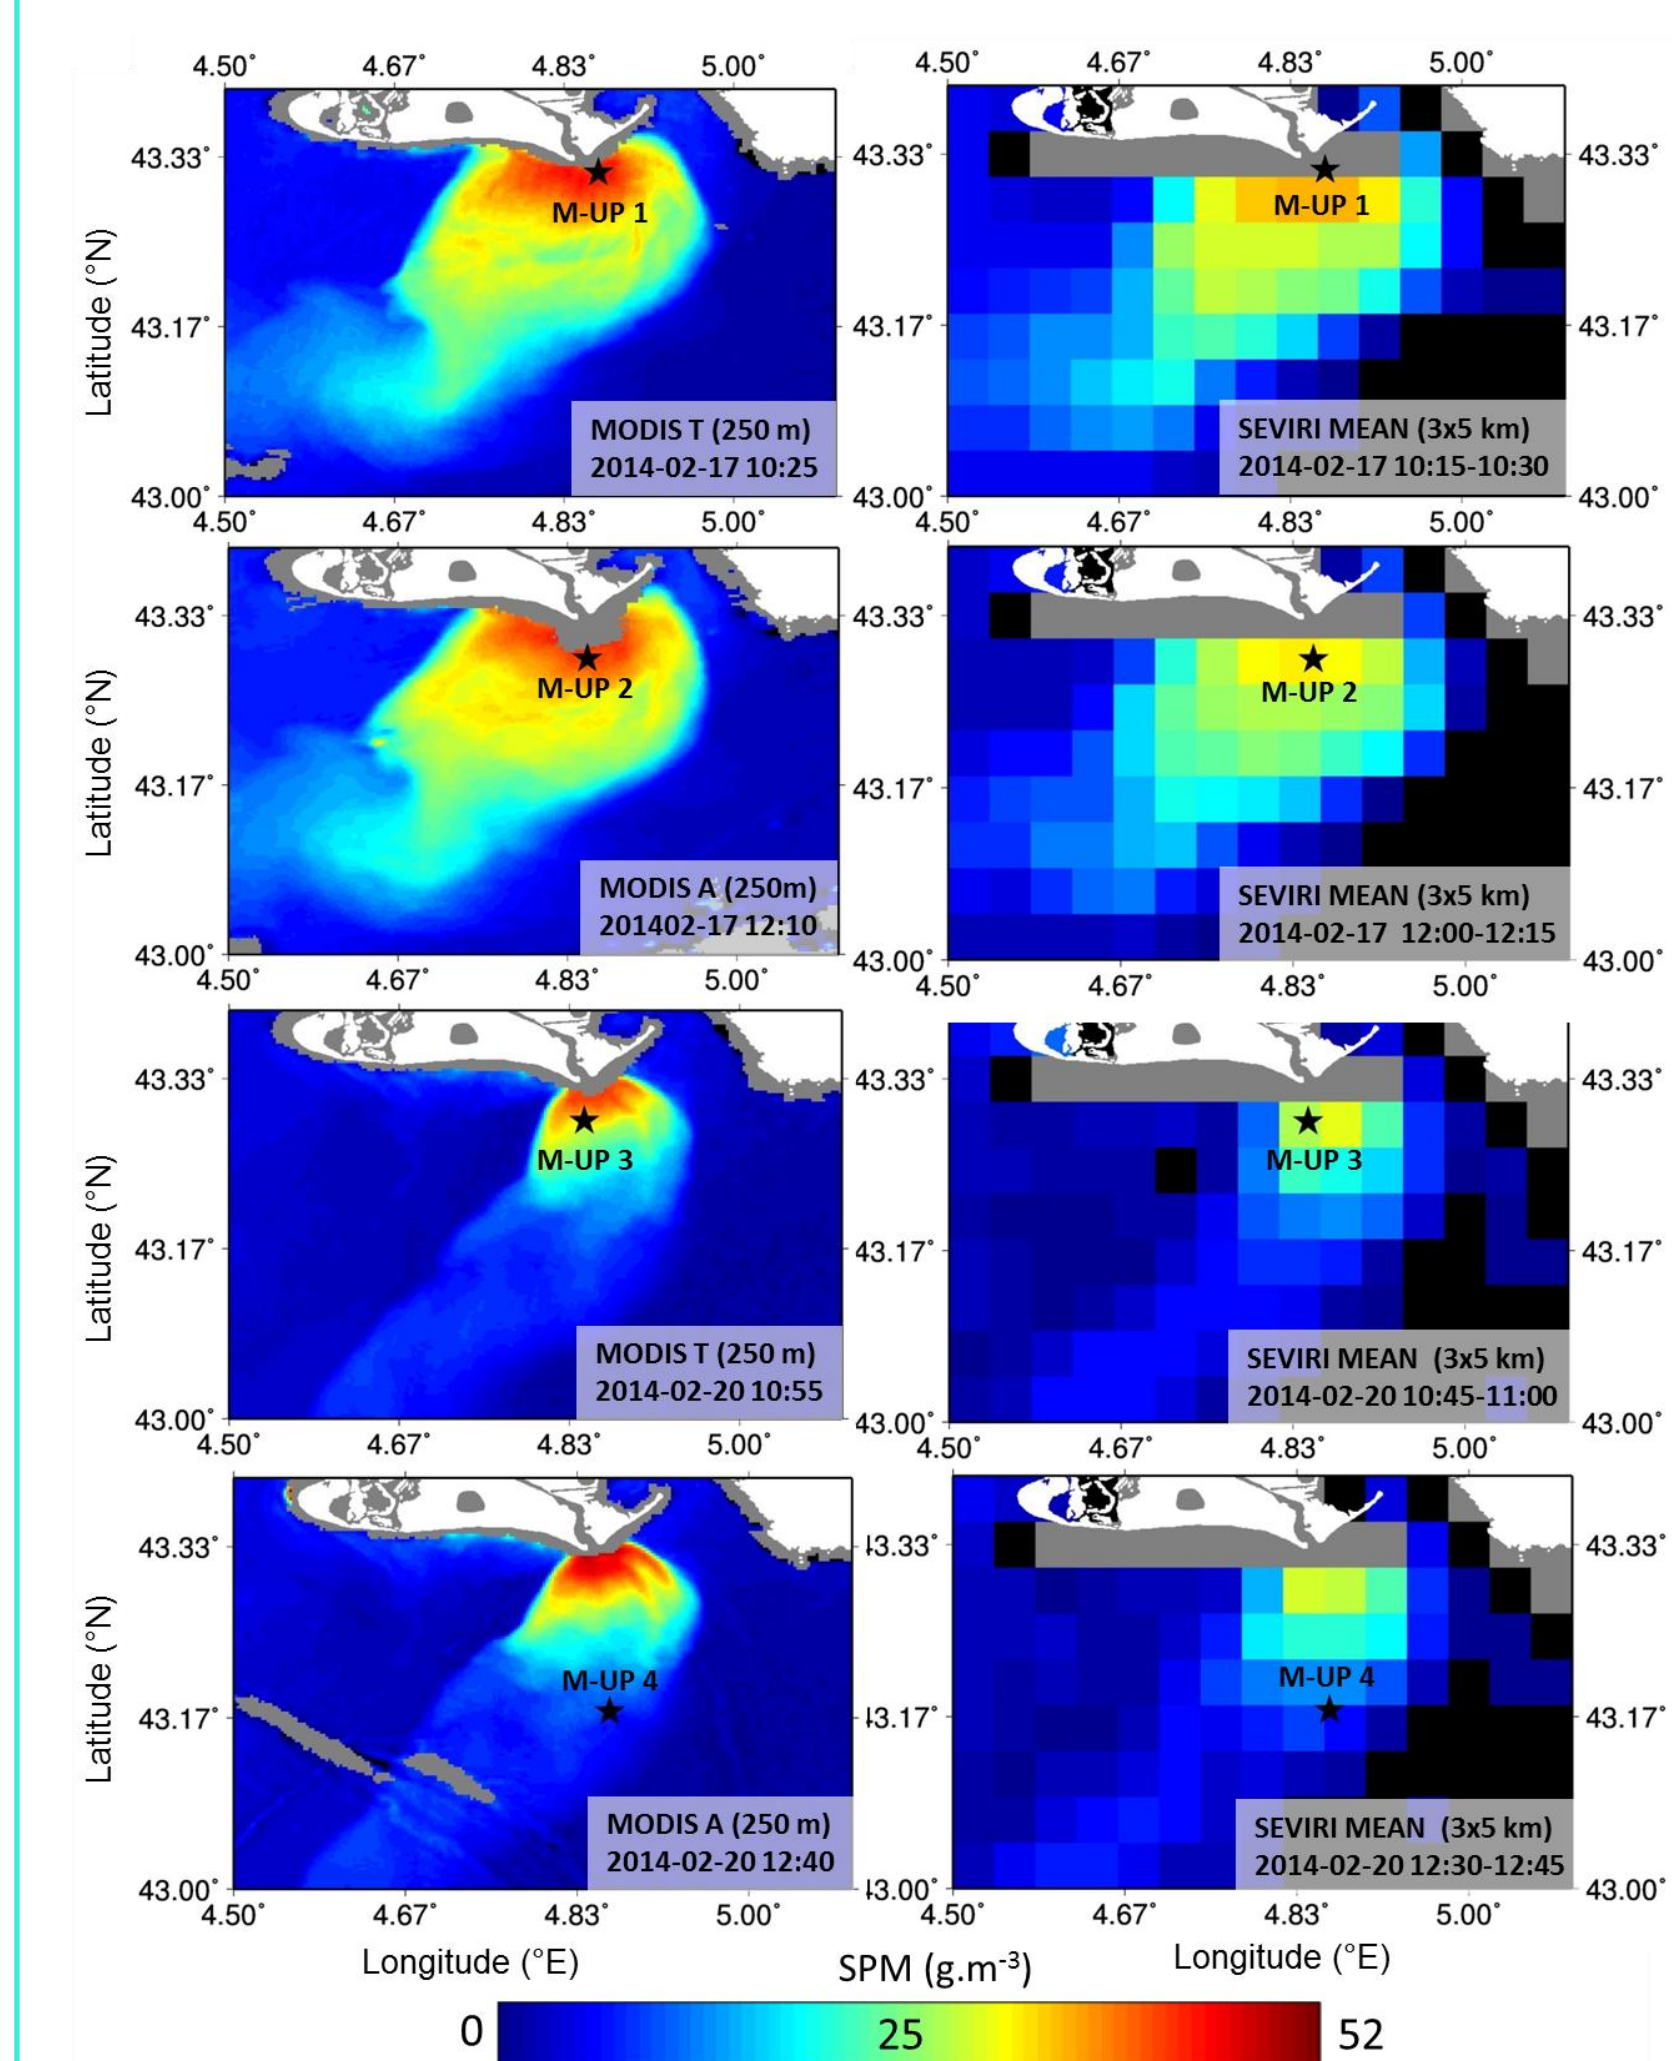 4.50° 4.67° 4.83° 5.00° 4.50° 4.67° 4.83° 5.00°
43.33° 43.33° 43.33°
M-UP 1 M-UP 1
Latitude (°N)
43.17° 43.17° 43.17°
MODIS T (250 m) SEVIRI MEAN (3x5 km)
2014-02-17 10:25 2014-02-17 10:15-10:30
43.00° 43.00° 43.00°
4.50° 4.67° 4.83° 5.00° 4.50° 4.67° 4.83° 5.00°
43.33° 43.33° 43.33°
M-UP 2 M-UP 2
Latitude (°N)
43.17° 43.17° 43.17°
MODIS A (250m) SEVIRI MEAN (3x5 km)
201402-17 12:10 2014-02-17 12:00-12:15
43.00° 43.00° 43.00°
4.50° 4.67° 4.83° 5.00° 4.50° 4.67° 4.83° 5.00°
43.33° 43.33° 43.33°
M-UP 3 M-UP 3
Latitude (°N)
43.17° 43.17° 43.17°
MODIS T (250 m) SEVIRI MEAN (3x5 km)
2014-02-20 10:55 2014-02-20 10:45-11:00
43.00° 43.00° 43.00°
4.50° 4.67° 4.83° 5.00° 4.50° 4.67° 4.83° 5.00°
43.33° 43.33° 43.33°
M-UP 4 M-UP 4
Latitude (°N)
43.17° 43.17° 43.17°
MODIS A (250 m) SEVIRI MEAN (3x5 km)
2014-02-20 12:40 2014-02-20 12:30-12:45
43.00° 43.00° 43.00°
4.50° 4.67° 4.83° 5.00° 4.50° 4.67° 4.83° 5.00°
Longitude (°E) SPM (g.m-3) Longitude (°E)
0 25 52